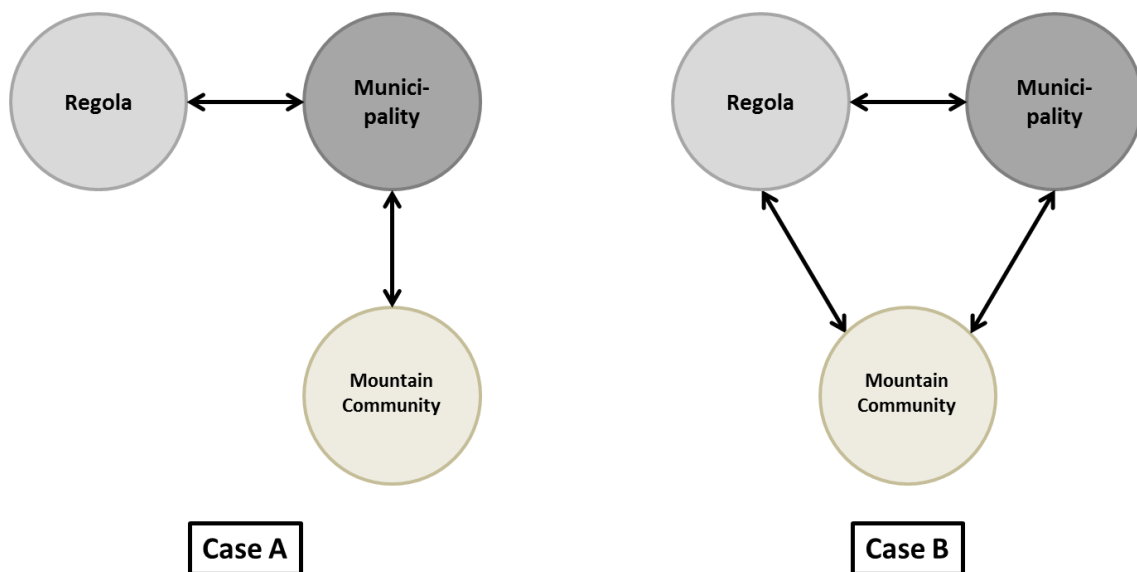 Regola
Munici-
pality
Mountain
Community
Case A
Regola
Munici-
pality
Mountain
Community
Case B